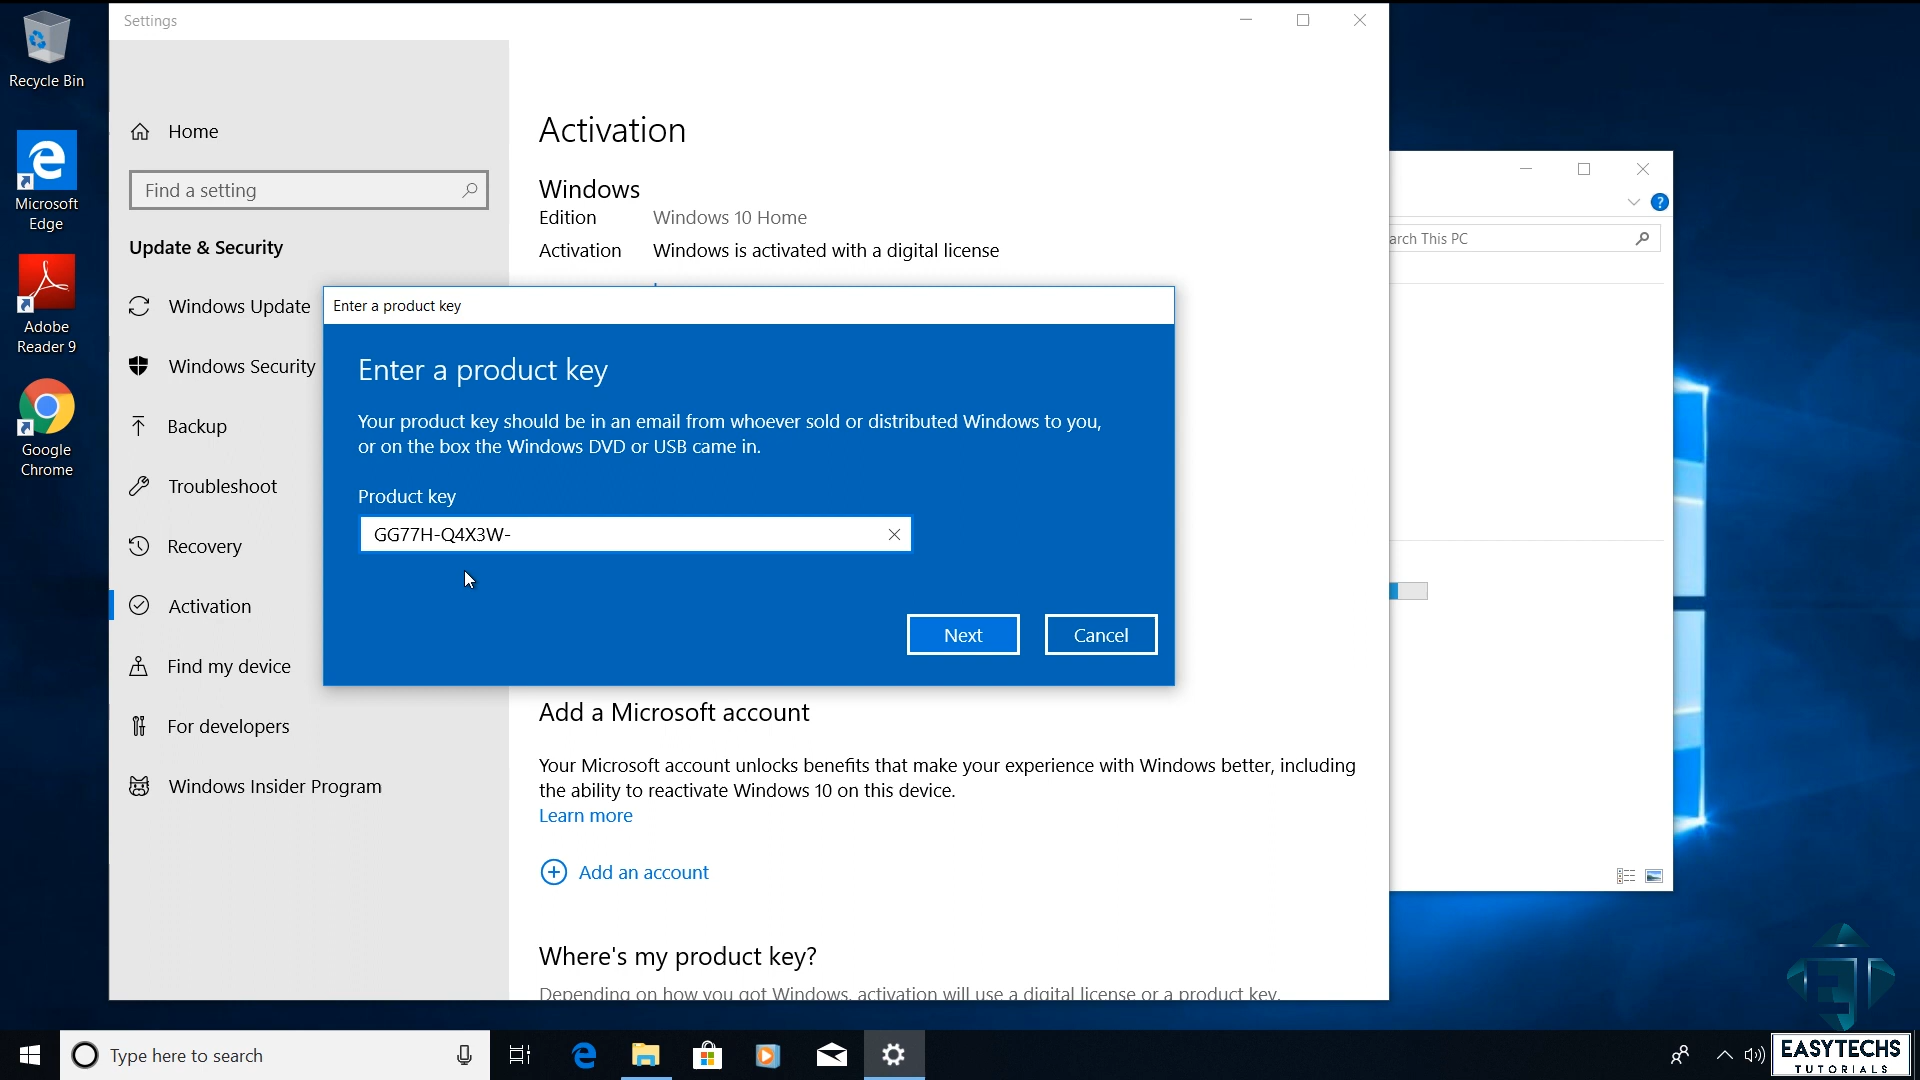 Settings
Recycle Bin
Microsoft
Edge
Adobe
Reader 9
Google
Chrome
Home
Find a setting
Update & Security
Windows Update
Windows Security
Backup
Troubleshoot
Recovery
Activation
Find my device
For developers
Windows Insider Program
Activation
Windows
Edition Windows 10 Home
Activation Windows is activated with a digital license
Enter a product key
Enter a product key
Your product key should be in an email from whoever sold or distributed Windows to you,
or on the box the Windows DVD or USB came in.
Product key
GG77H-Q4X3W-
Next Cancel
Add a Microsoft account
Your Microsoft account unlocks benefits that make your experience with Windows better, including
the ability to reactivate Windows 10 on this device.
Learn more
Add an account
Where's my product key?
Depending on how you got Windows, activation will use a digital license or a product key.
arch This PC
?
Type here to search
EASYTECHS
TUTORIALS